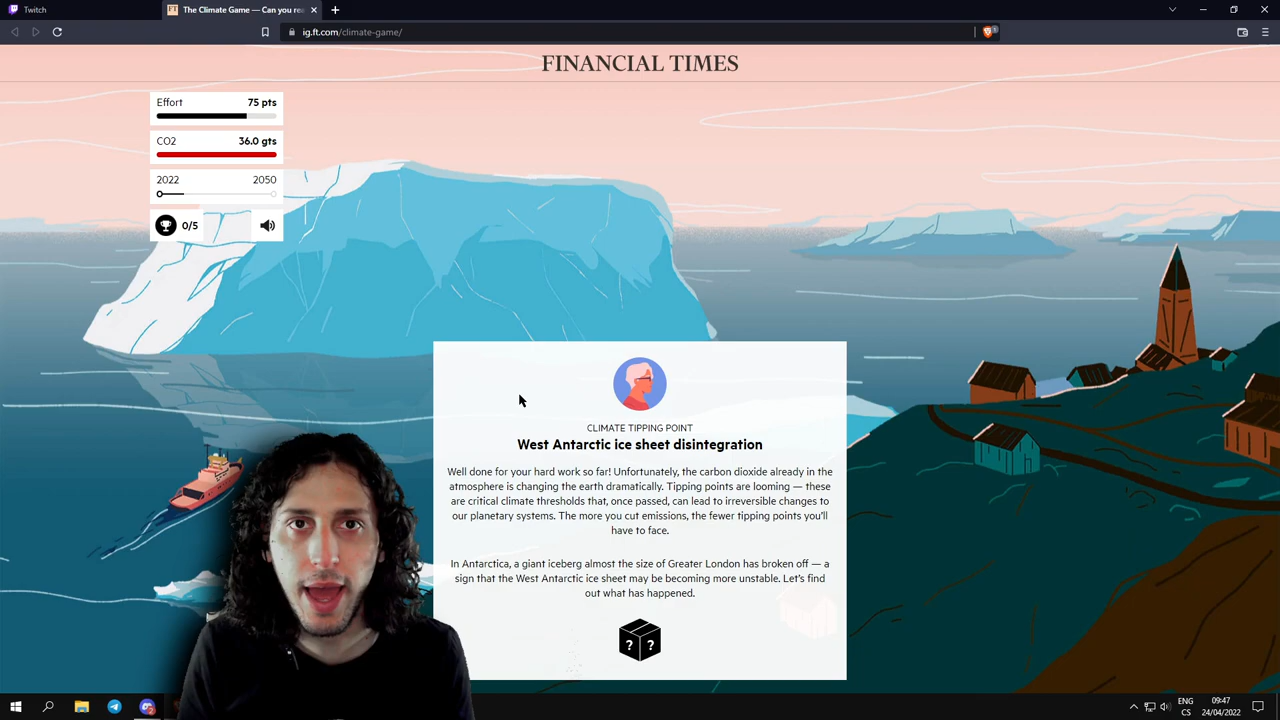 Twitch
The Climate Game — Can you rea
ig.ft.com/climate-game/
FINANCIAL TIMES
Effort 75 pts
CO2 36.0 gts
2022 2050
0/5
CLIMATE TIPPING POINT
West Antarctic ice sheet disintegration
Well done for your hard work so far! Unfortunately, the carbon dioxide already in the
atmosphere is changing the earth dramatically. Tipping points are looming — these
are critical climate thresholds that, once passed, can lead to irreversible changes to
our planetary systems. The more you cut emissions, the fewer tipping points you'll
have to face.
In Antarctica, a giant iceberg almost the size of Greater London has broken off — a
sign that the West Antarctic ice sheet may be becoming more unstable. Let's find
out what has happened.
? ?
ENG 09:47
CS 24/04/2022